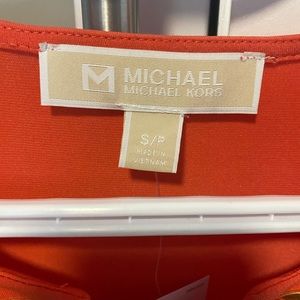 M MICHAEL
MICHAEL KORS
S/P
MADE IN
VIETNAM